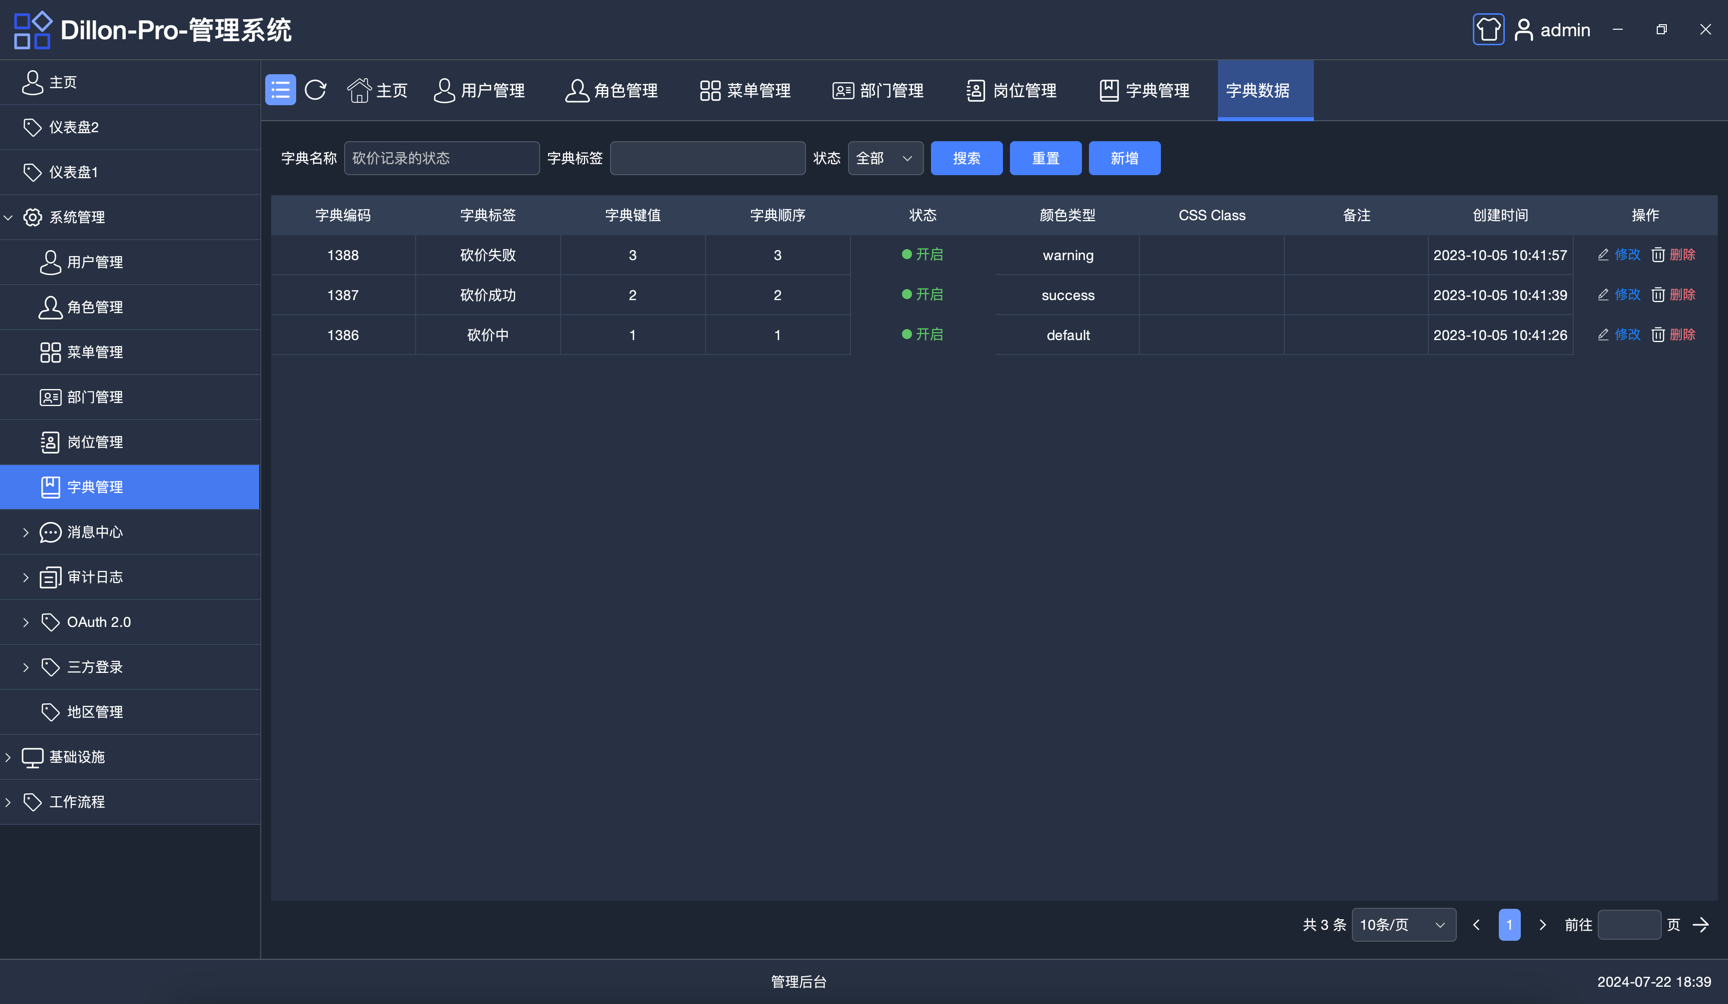 Dillon-Pro-管理系统
admin
主页
仪表盘2
仪表盘1
系统管理
用户管理
角色管理
菜单管理
部门管理
岗位管理
字典管理
消息中心
审计日志
OAuth 2.0
三方登录
地区管理
基础设施
工作流程
主页 用户管理 角色管理 菜单管理 部门管理 岗位管理 字典管理 字典数据
字典名称 砍价记录的状态 字典标签 状态 全部 搜索 重置 新增
字典编码 字典标签 字典键值 字典顺序 状态 颜色类型 CSS Class 备注 创建时间 操作
1388 砍价失败 3 3 开启 warning 2023-10-05 10:41:57 修改 删除
1387 砍价成功 2 2 开启 success 2023-10-05 10:41:39 修改 删除
1386 砍价中 1 1 开启 default 2023-10-05 10:41:26 修改 删除
共 3 条 10条/页 1 前往 页
管理后台
2024-07-22 18:39